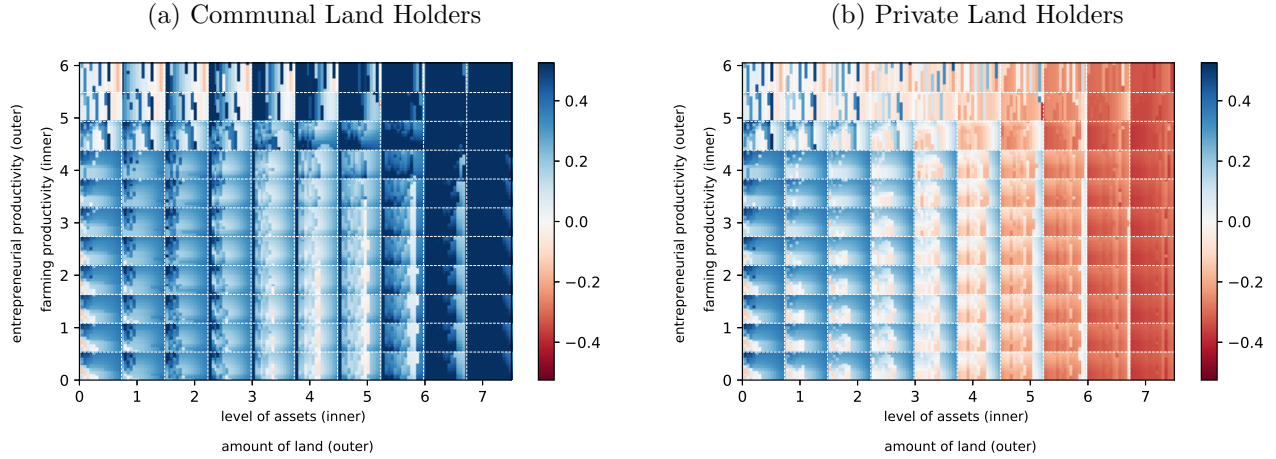 (a) Communal Land Holders
6
5
4
3
2
1
0
0 1 2 3 4 5 6 7
entrepreneurial productivity (outer)
farming productivity (inner)
level of assets (inner)
amount of land (outer)
0.4
0.2
0.0
−0.2
−0.4
(b) Private Land Holders
6
5
4
3
2
1
0
0 1 2 3 4 5 6 7
entrepreneurial productivity (outer)
farming productivity (inner)
level of assets (inner)
amount of land (outer)
0.4
0.2
0.0
−0.2
−0.4